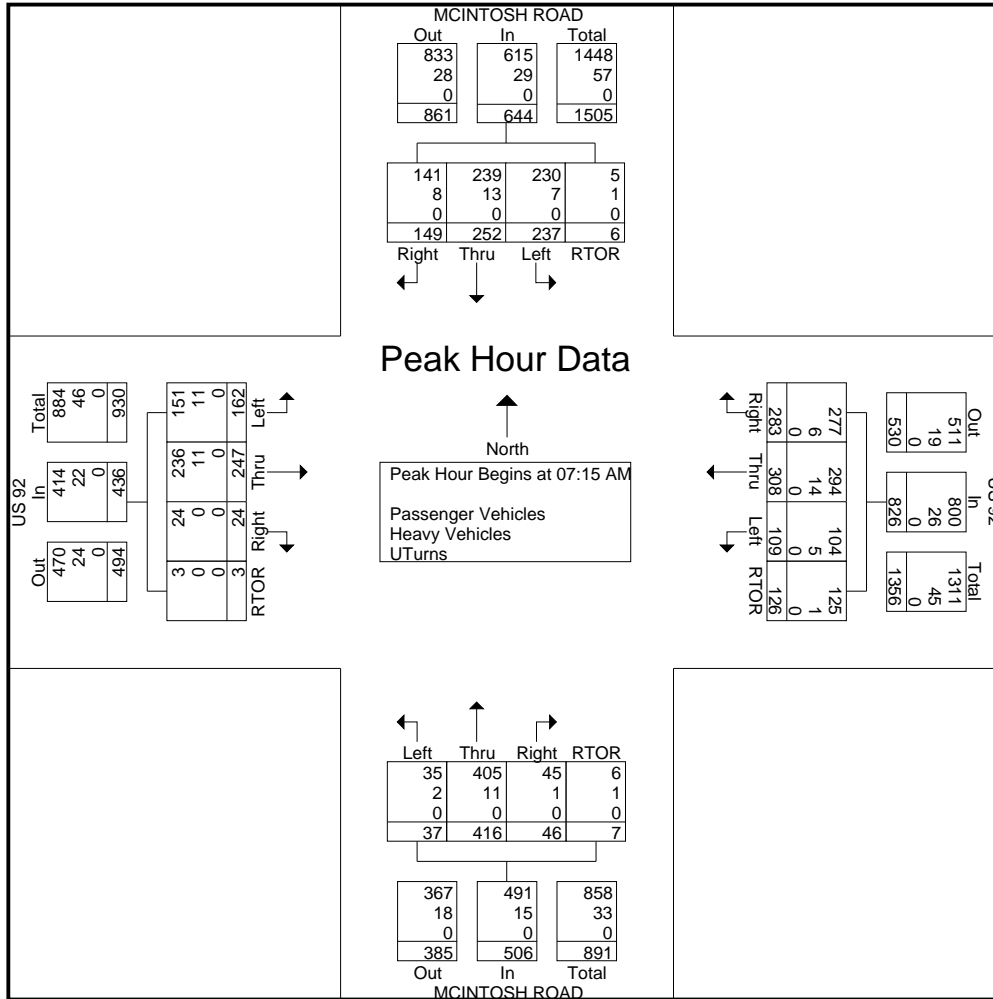 MCINTOSH ROAD
Out In Total
833 615 1448
28 29 57
0 0 0
861 644 1505
141 239 230 5
8 13 7 1
0 0 0 0
149 252 237 6
Right Thru Left RTOR
Peak Hour Data
North
Peak Hour Begins at 07:15 AM
Passenger Vehicles
Heavy Vehicles
UTurns
US 92
Out In Total
470 414 884
24 22 46
0 0 0
494 436 930
3 24 236 151
0 0 11 11
0 0 0 0
3 24 247 162
RTOR Right Thru Left
US 92
Out In Total
511 800 1311
19 26 45
0 0 0
530 826 1356
277 294 104 125
6 14 5 1
0 0 0 0
283 308 109 126
Right Thru Left RTOR
Left Thru Right RTOR
35 405 45 6
2 11 1 1
0 0 0 0
37 416 46 7
367 491 858
18 15 33
0 0 0
385 506 891
Out In Total
MCINTOSH ROAD